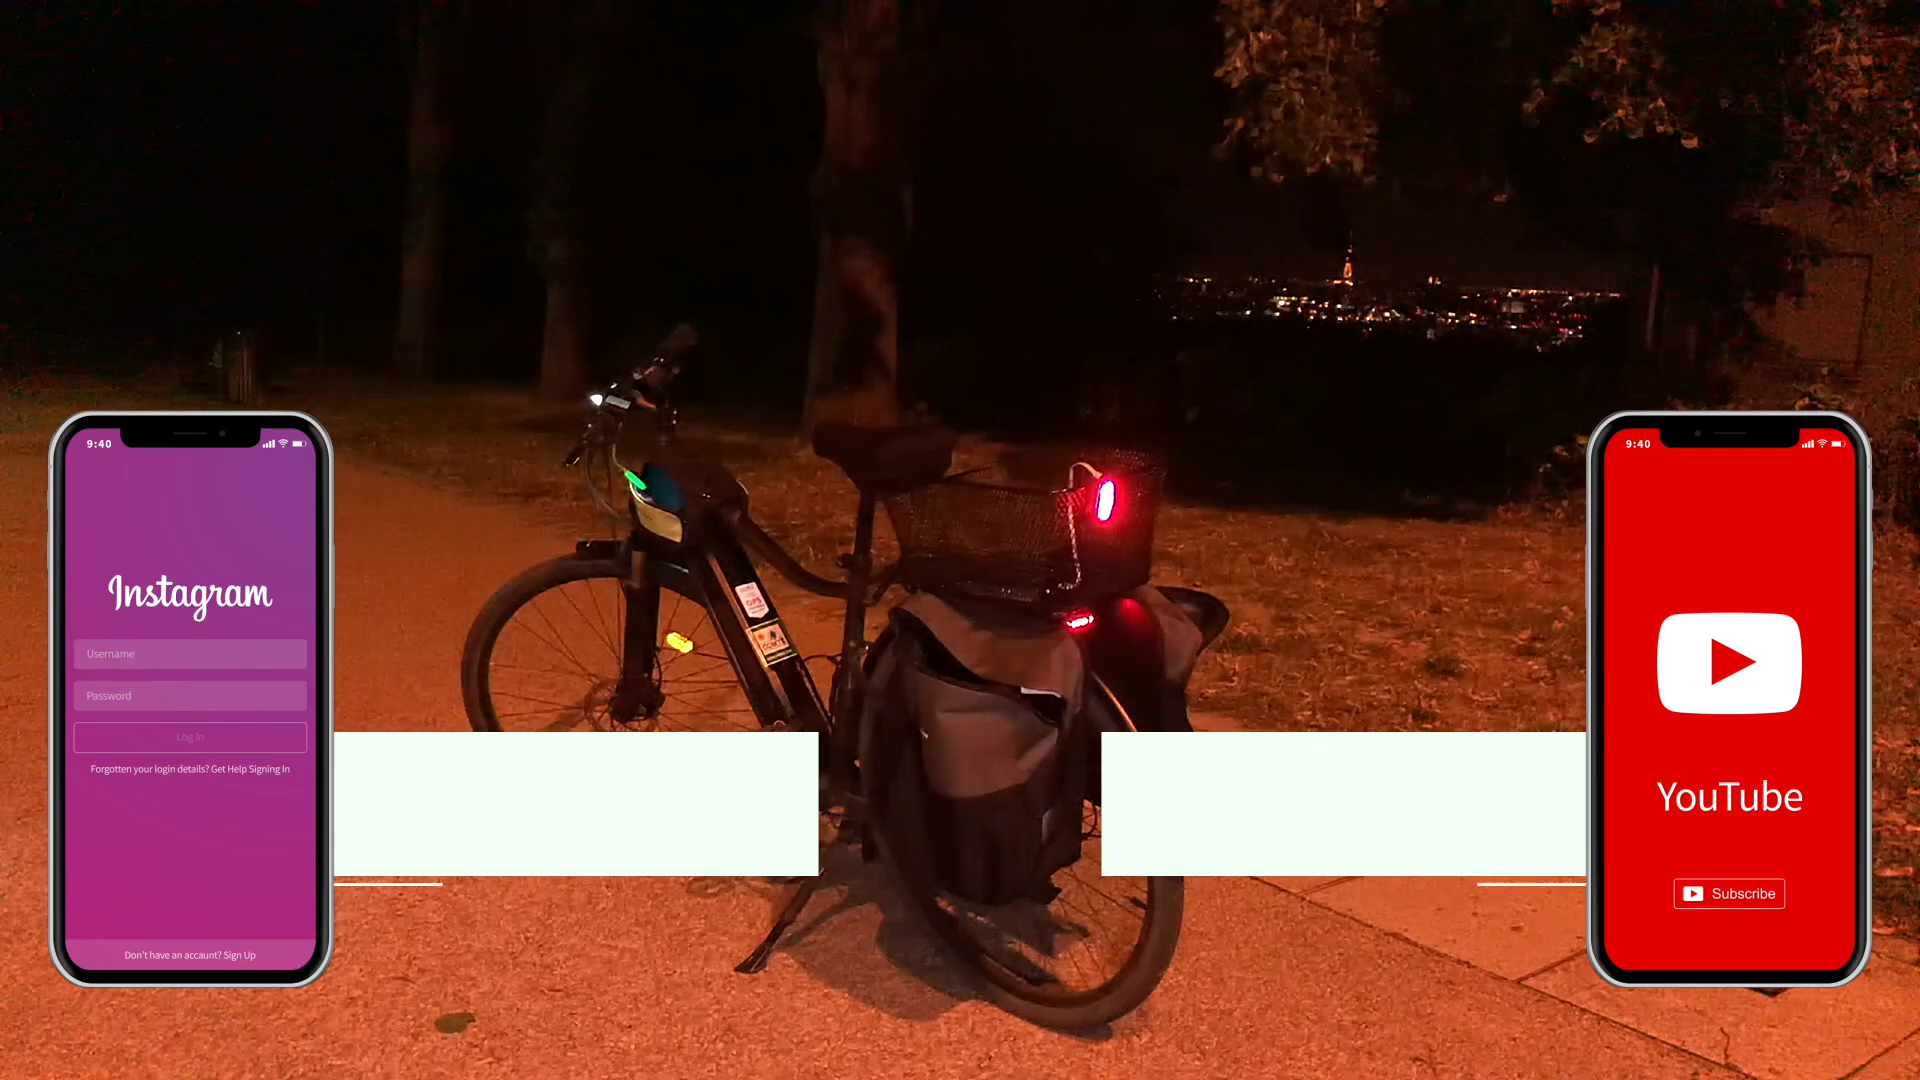 9:40
Instagram
Username
Password
Log In
Forgotten your login details? Get Help Signing In
Don't have an accaunt? Sign Up
GPS
9:40
YouTube
Subscribe